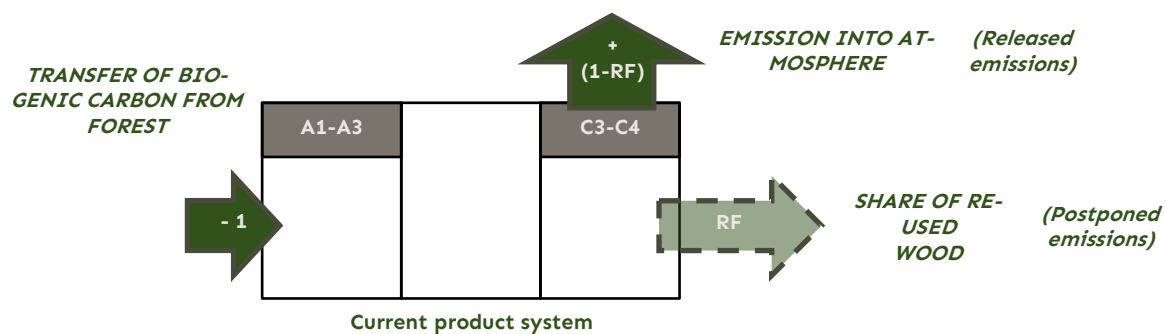 +
(1-RF)
EMISSION INTO AT-
MOSPHERE
(Released
emissions)
TRANSFER OF BIO-
GENIC CARBON FROM
FOREST
A1-A3
C3-C4
- 1
RF
SHARE OF RE-
USED
WOOD
(Postponed
emissions)
Current product system